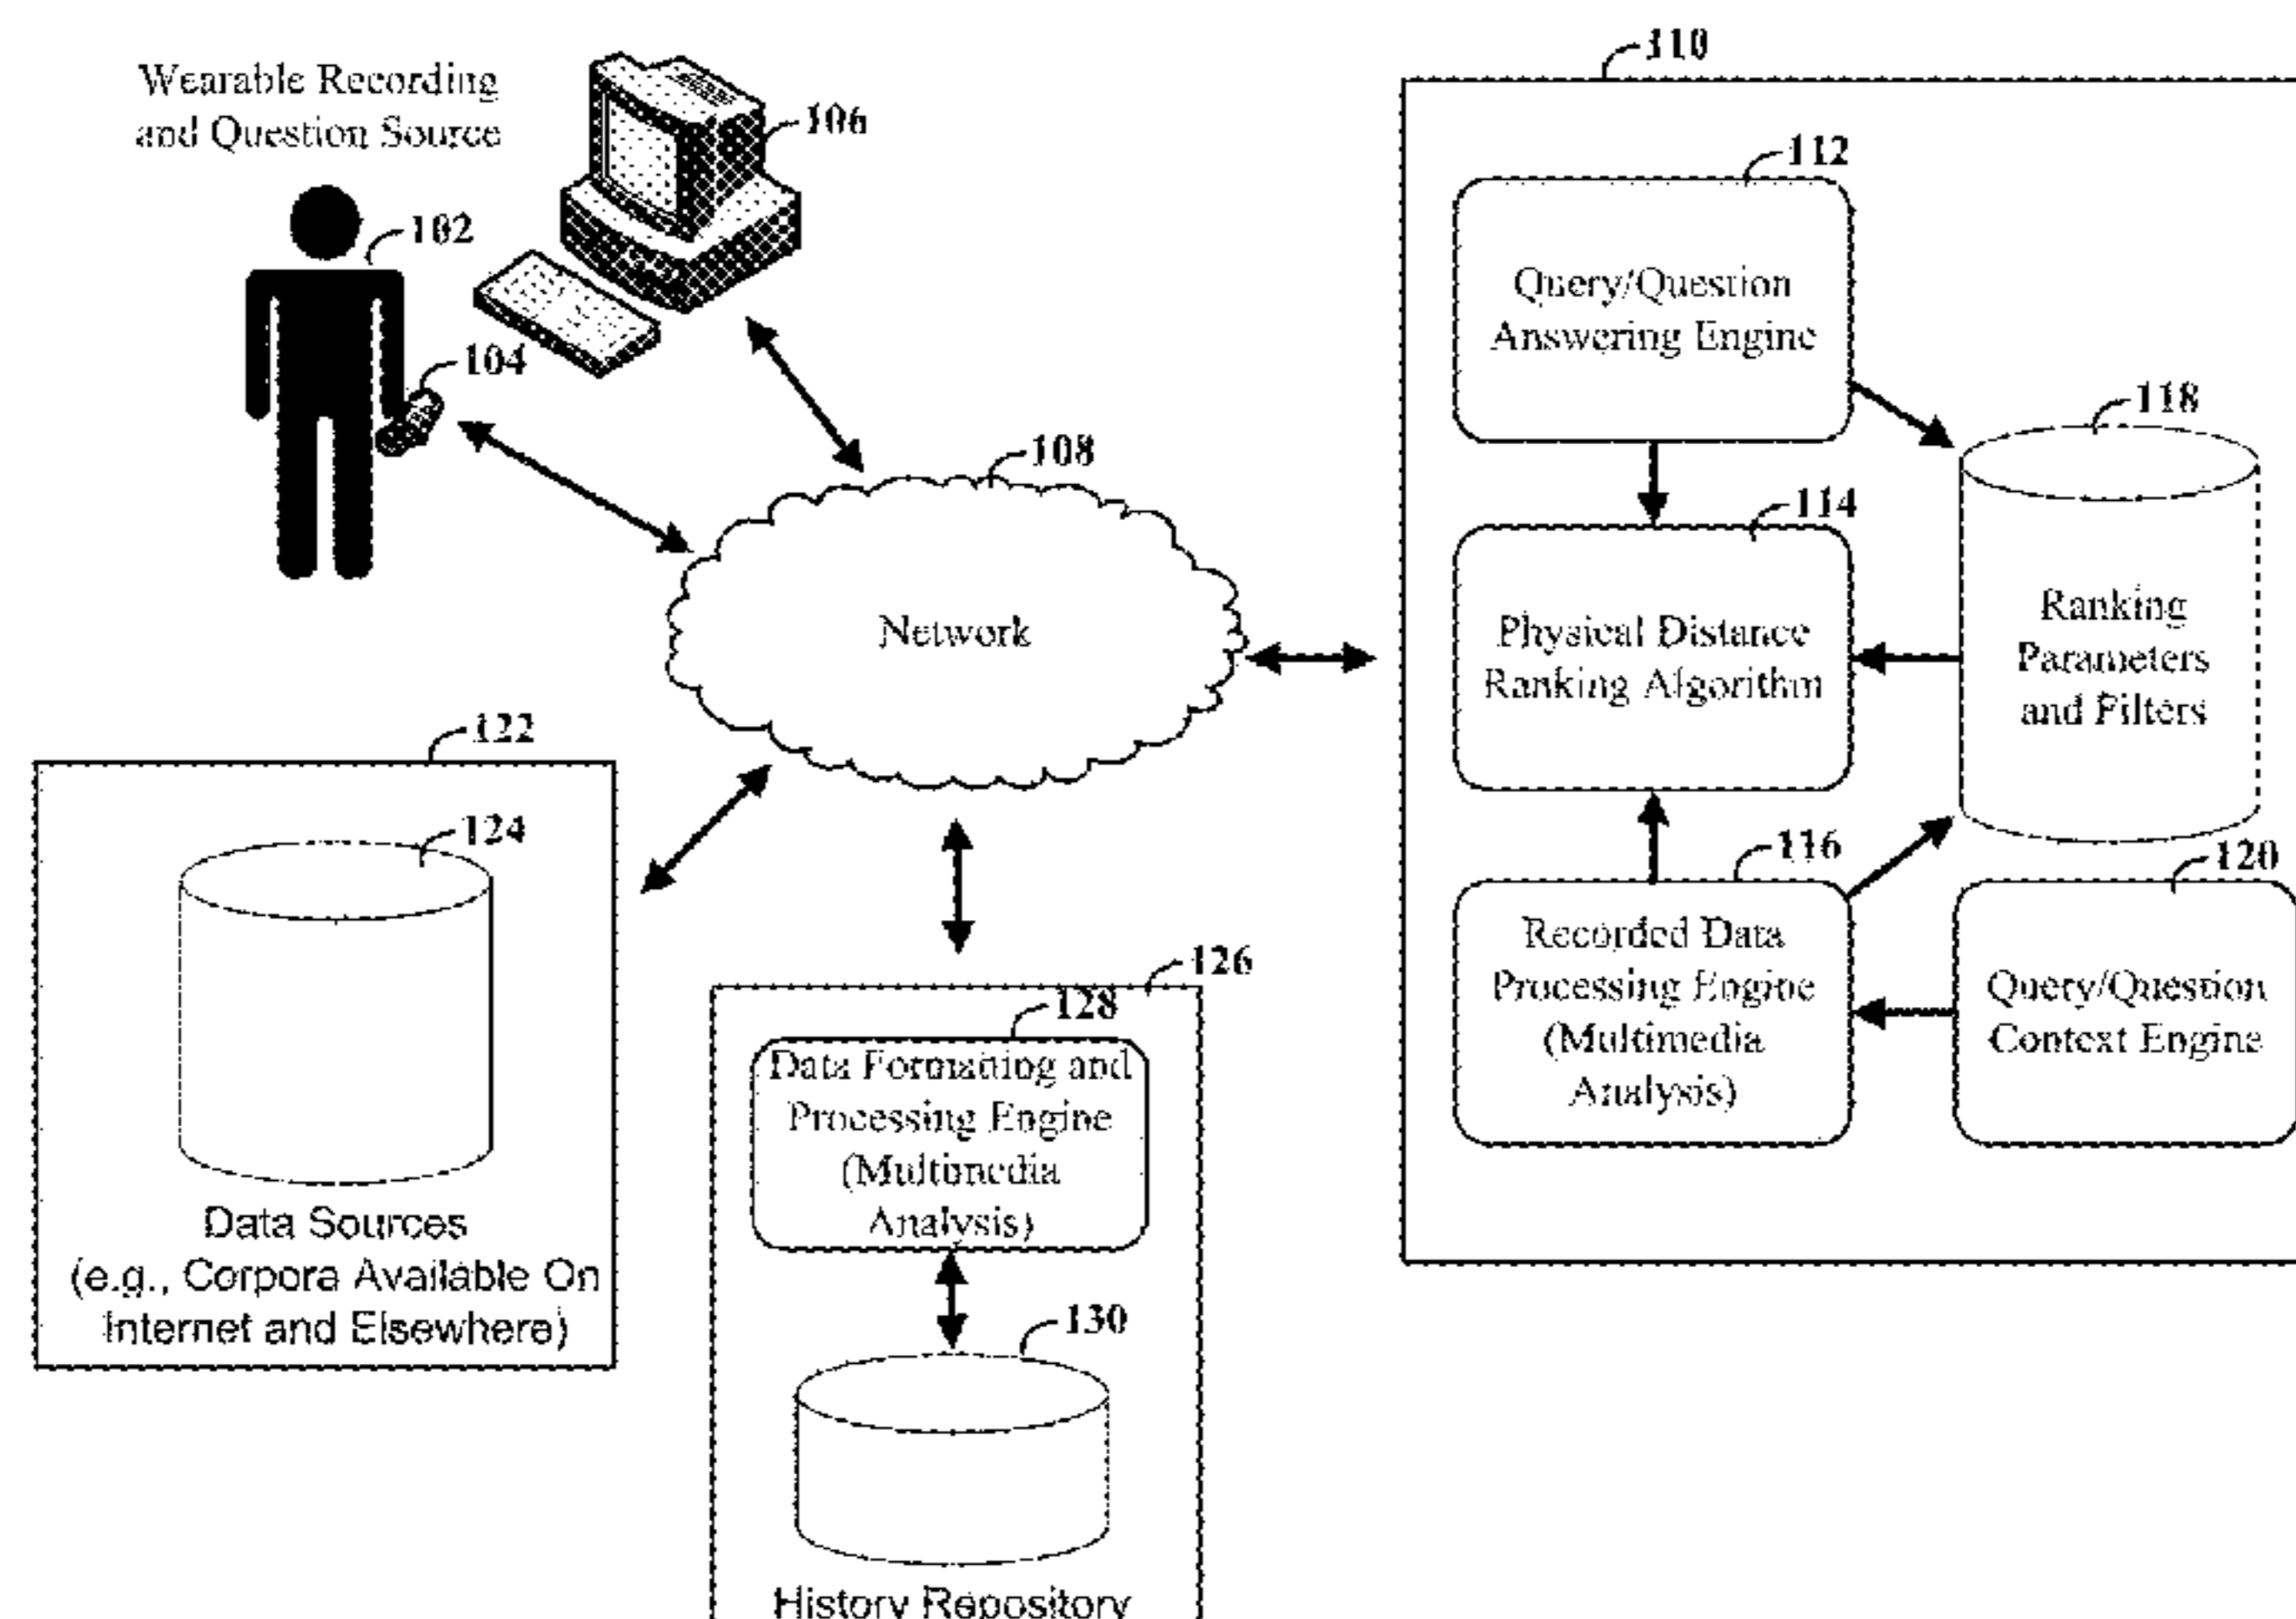 Wearable Recording
and Question Source
106
102
104
108
Network
110
112
Query/Question
Answering Engine
118
Ranking
Parameters
and Filters
114
Physical Distance
Ranking Algorithm
116
Recorded Data
Processing Engine
(Multimedia
Analysis)
120
Query/Question
Context Engine
122
124
Data Sources
(e.g., Corpora Available On
Internet and Elsewhere)
126
128
Data Formatting and
Processing Engine
(Multimedia
Analysis)
130
History Repository